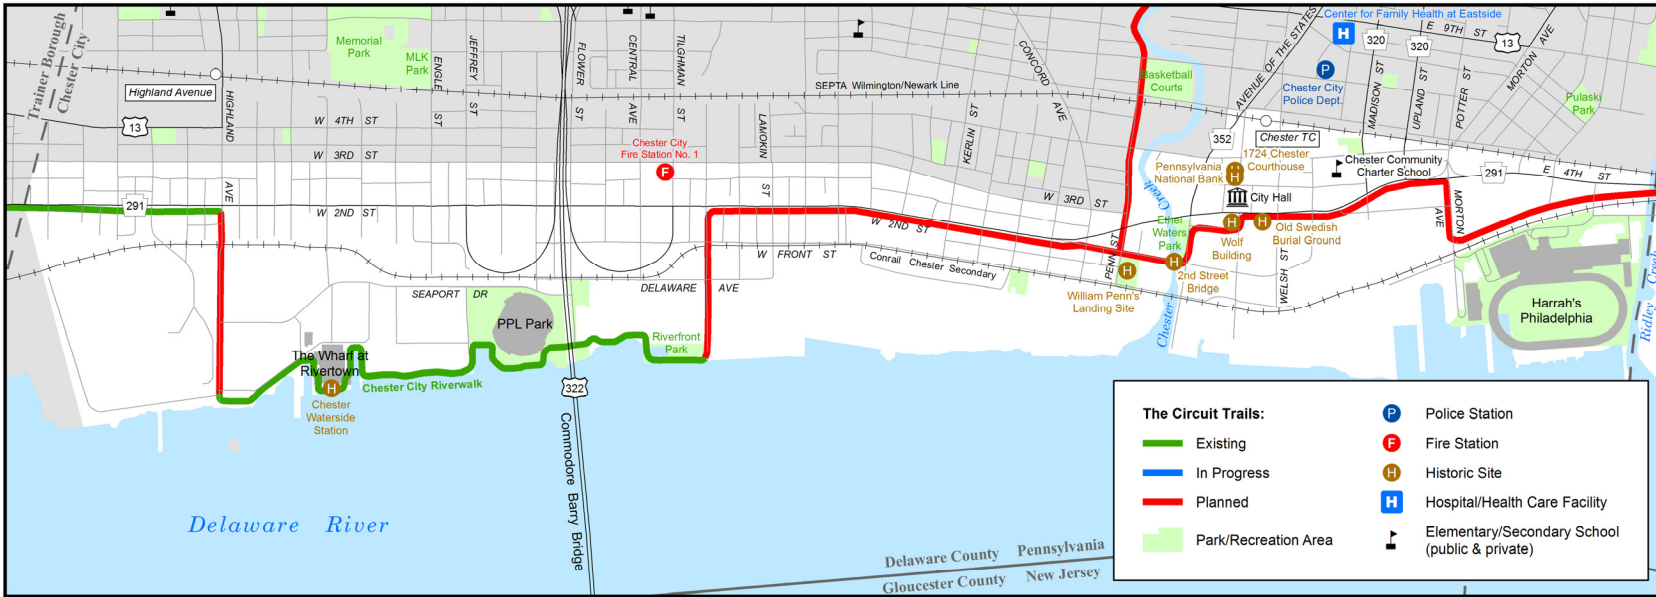 Trainer Borough
Chester City
Memorial
Park
MLK
Park
ENGLE
ST
JEFFREY
ST
FLOWER
ST
CENTRAL
AVE
TILGHMAN
ST
Highland Avenue
HIGHLAND
AVE
13
W 4TH ST
W 3RD ST
Chester City
Fire Station No. 1
F
LAMOKIN
ST
SEPTA Wilmington/Newark Line
KERLIN ST
CONCORD
AVE
W 3RD ST
Basketball
Courts
Center for Family Health at Eastside
H
AVENUE OF THE STATES
E 9TH ST
320
320
13
MORTON AVE
P
Chester City
Police Dept.
MADISON ST
UPLAND ST
POTTER ST
Pulaski
Park
Chester TC
352
1724 Chester
Courthouse
Pennsylvania
National Bank
H
Chester Community
Charter School
291
E 4TH ST
City Hall
291
W 2ND ST
W 2ND ST
W FRONT ST
Conrail Chester Secondary
PENN ST
Chester Creek
Ethel
Waters
Park
H
Wolf
Building
H
Old Swedish
Burial Ground
H
2nd Street
Bridge
WELSH ST
MORTON
AVE
H
William Penn's
Landing Site
SEAPORT DR
DELAWARE AVE
PPL Park
Riverfront
Park
Harrah's
Philadelphia
Ridley Creek
The Wharf at
Rivertown
H
Chester
Waterside
Station
Chester City Riverwalk
322
Commodore Barry Bridge
Delaware River
Delaware County Pennsylvania
Gloucester County New Jersey
The Circuit Trails:
Existing
In Progress
Planned
Park/Recreation Area
P Police Station
F Fire Station
H Historic Site
H Hospital/Health Care Facility
Elementary/Secondary School
(public & private)